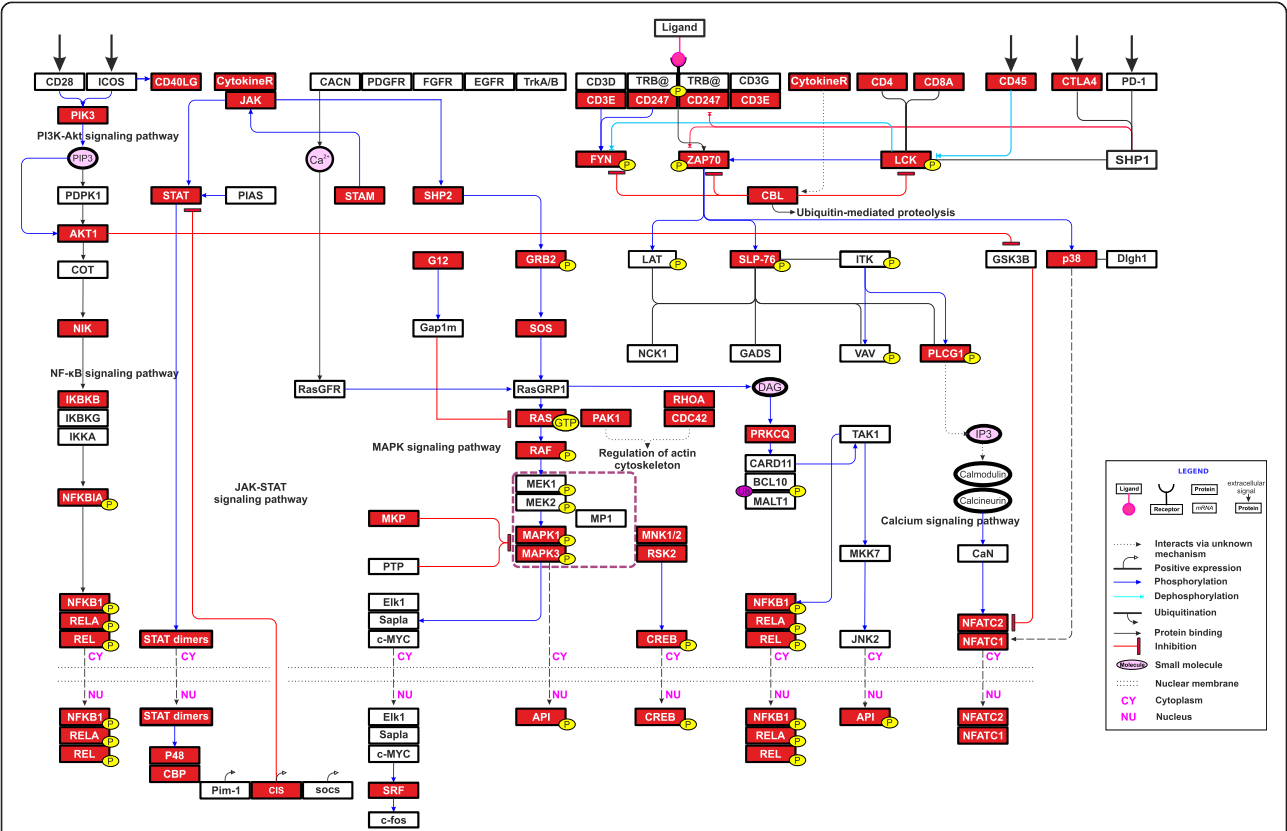 Ligand
CD28 ICOS CD40LG CytokineR CACN PDGFR FGFR EGFR TrkA/B CD3D TRB@ TRB@ CD3G CytokineR CD4 CD8A CD45 CTLA4 PD-1
JAK CD3E CD247 P CD247 CD3E
PIK3
PI3K-Akt signaling pathway
PIP3 Ca2+ FYN P P ZAP70 LCK P SHP1
PDPK1 STAT PIAS STAM SHP2 CBL
Ubiquitin-mediated proteolysis
AKT1
COT G12 GRB2 P LAT P SLP-76 P ITK P GSK3B p38 Dlgh1
NIK Gap1m SOS
NCK1 GADS VAV P PLCG1 P
NF-κB signaling pathway
RasGFR RasGRP1 DAG
IKBKB RHOA
IKBKG RAS GTP PAK1 CDC42
IKKA PRKCQ TAK1 IP3
MAPK signaling pathway RAF P Regulation of actin
cytoskeleton
CARD11
MEK1 P BCL10 P Calmodulin
JAK-STAT
signaling pathway
NFKBIA P MEK2 P UB MALT1 Calcineurin
MKP MP1 Calcium signaling pathway
MAPK1 P MNK1/2
MAPK3 P RSK2 MKK7 CaN
PTP
NFKB1 P Elk1 NFKB1 P
RELA P Sapla RELA P NFATC2
REL P STAT dimers c-MYC CREB P REL P JNK2 NFATC1
CY CY CY CY CY CY CY CY
NU NU NU NU NU NU NU NU
NFKB1 P STAT dimers Elk1 API P CREB P NFKB1 P API P NFATC2
RELA P Sapla RELA P NFATC1
REL P P48 c-MYC REL P
CBP
Pim-1 CIS socs SRF
c-fos
LEGEND
Ligand Receptor Protein mRNA extracellular
signal
Protein
Interacts via unknown
mechanism
Positive expression
Phosphorylation
Dephosphorylation
Ubiquitination
Protein binding
Inhibition
Molecule Small molecule
Nuclear membrane
CY Cytoplasm
NU Nucleus